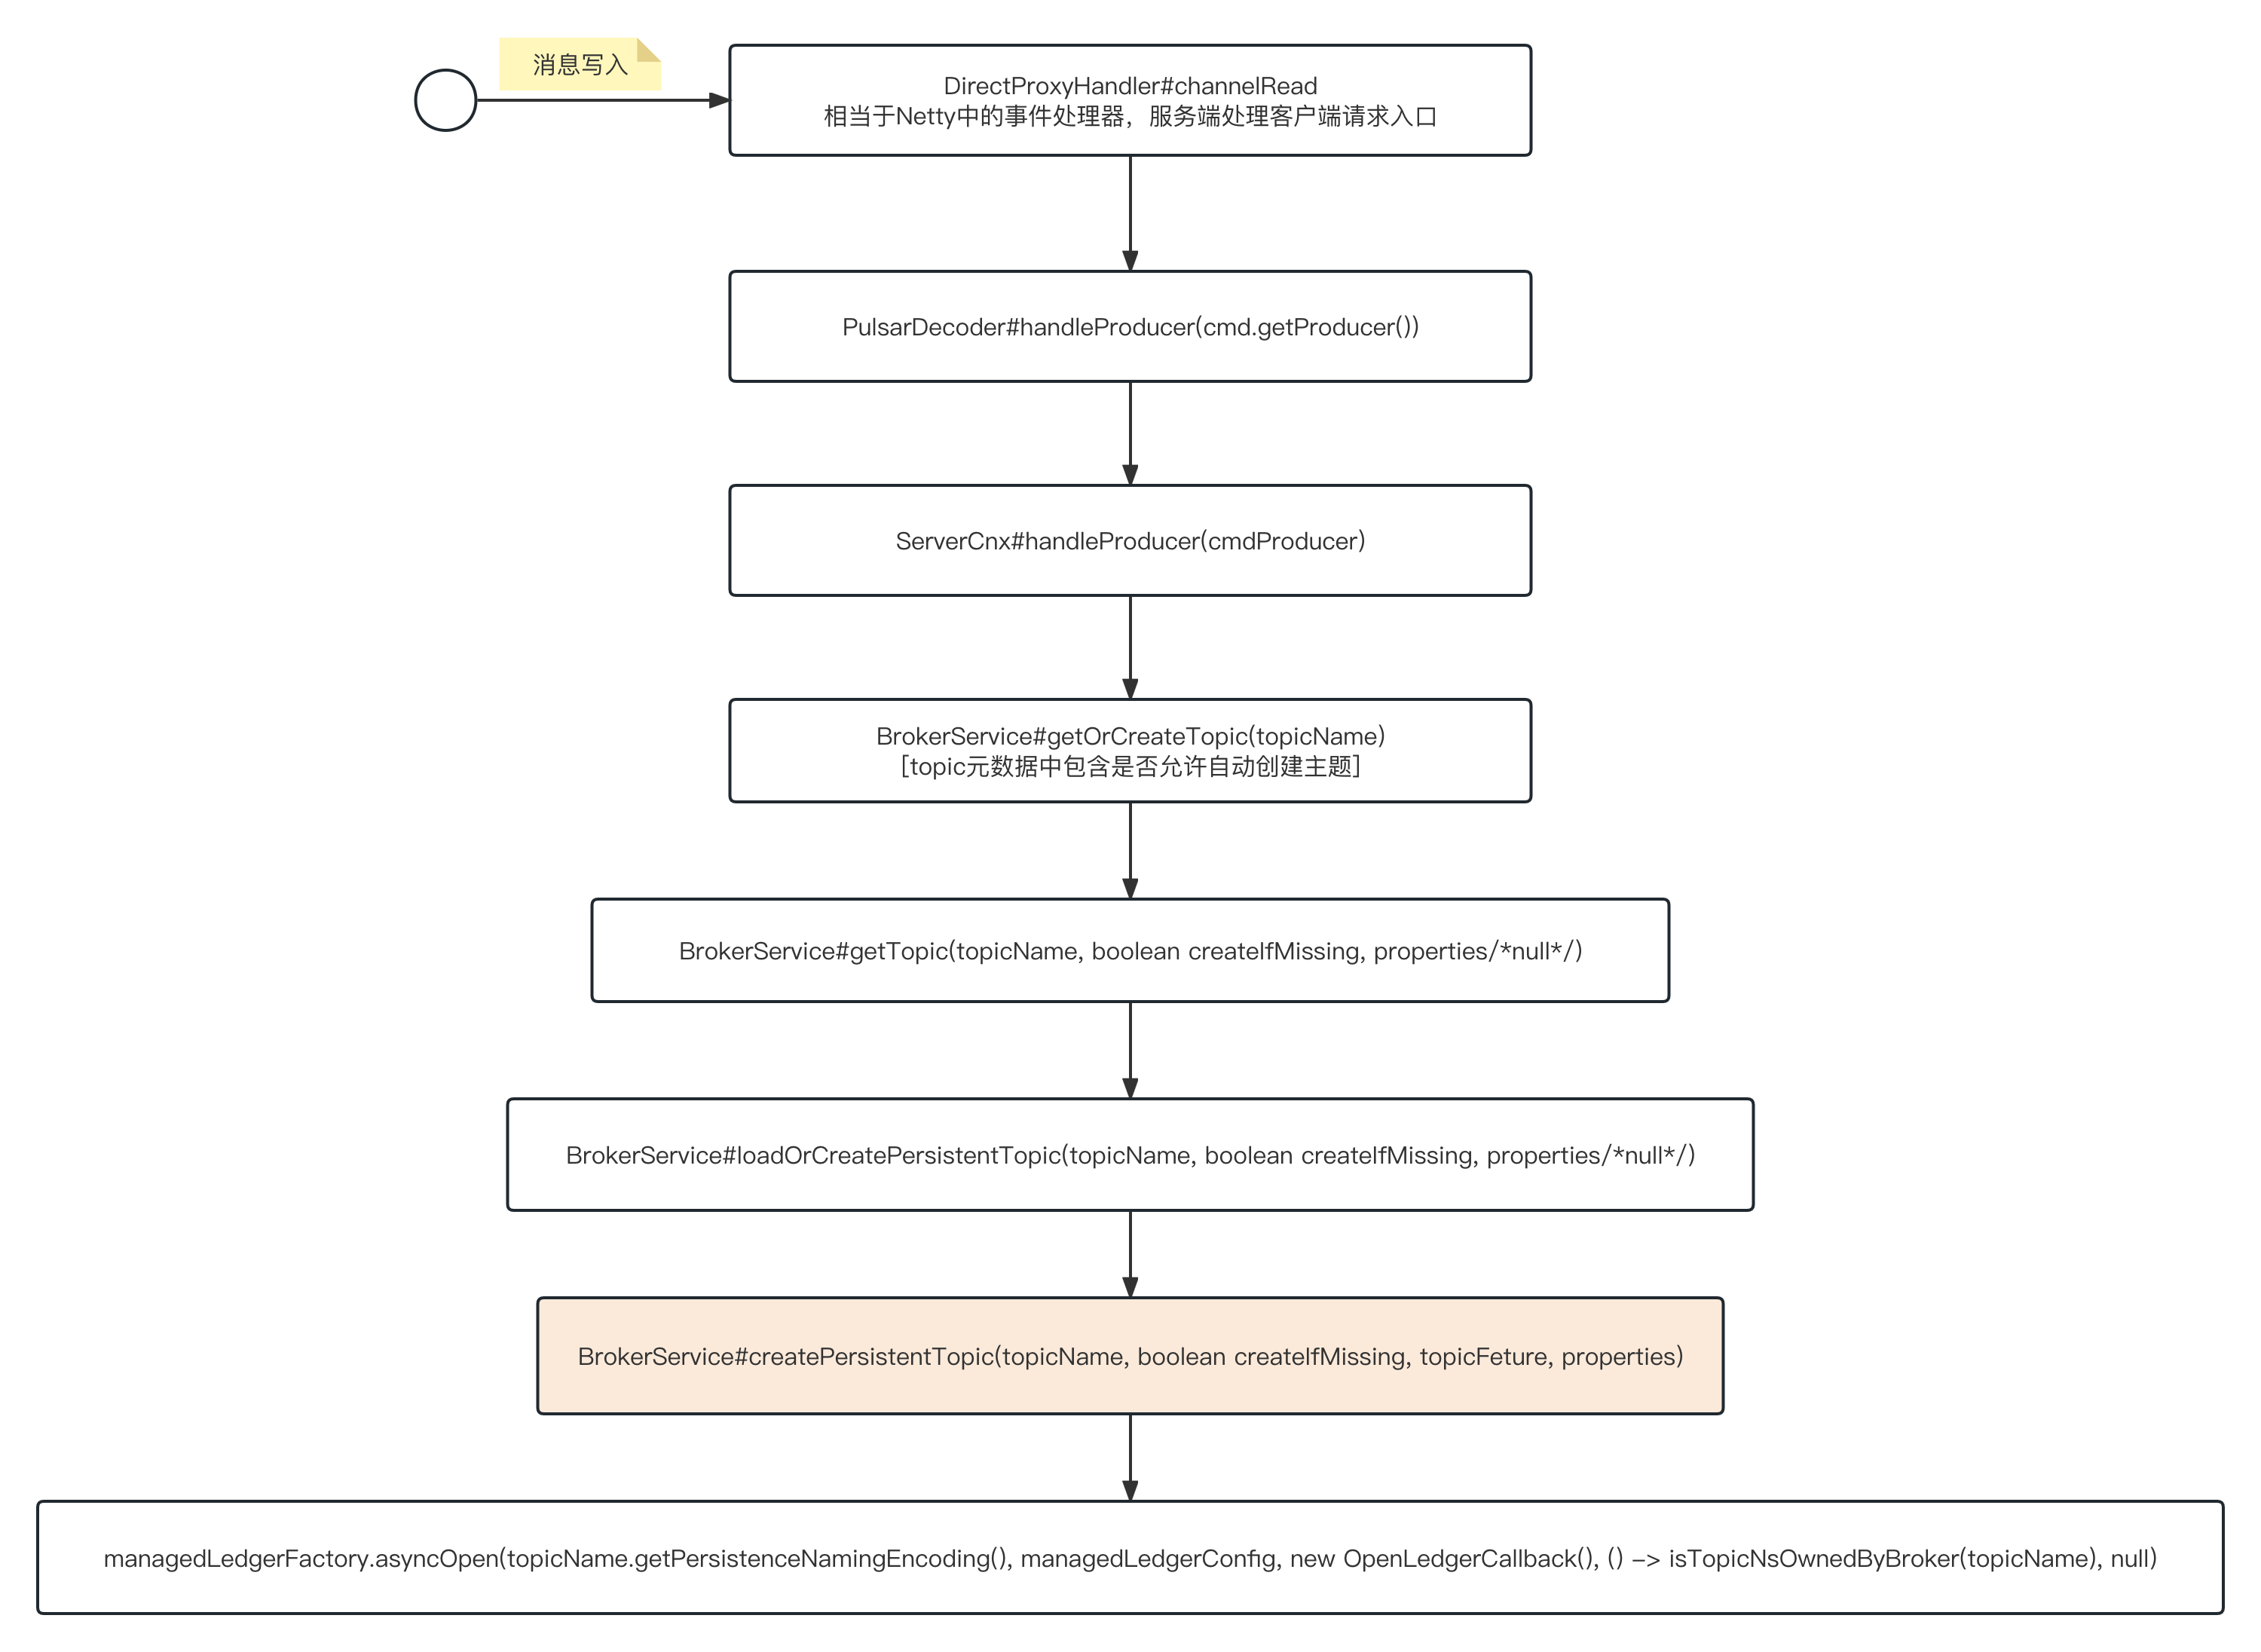 消息写入
DirectProxyHandler#channelRead
相当于Netty中的事件处理器，服务端处理客户端请求入口
PulsarDecoder#handleProducer(cmd.getProducer())
ServerCnx#handleProducer(cmdProducer)
BrokerService#getOrCreateTopic(topicName)
[topic元数据中包含是否允许自动创建主题]
BrokerService#getTopic(topicName, boolean createIfMissing, properties/*null*/)
BrokerService#loadOrCreatePersistentTopic(topicName, boolean createIfMissing, properties/*null*/)
BrokerService#createPersistentTopic(topicName, boolean createIfMissing, topicFeture, properties)
managedLedgerFactory.asyncOpen(topicName.getPersistenceNamingEncoding(), managedLedgerConfig, new OpenLedgerCallback(), () -> isTopicNsOwnedByBroker(topicName), null)